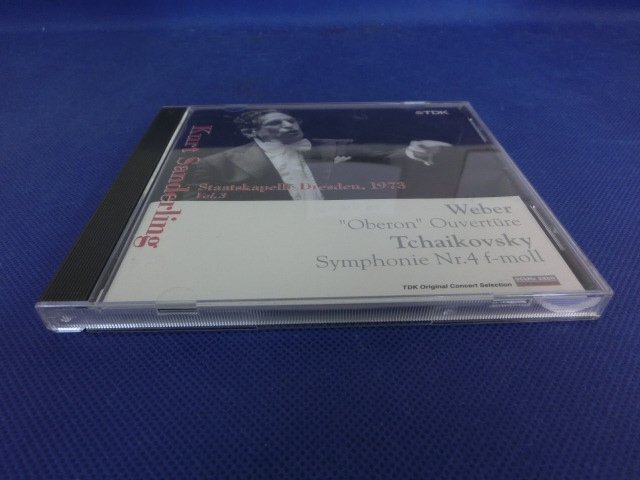 TDK
Kurt Sanderling
Staatskapelle Dresden, 1973
Vol.3
Weber
"Oberon" Ouvertüre
Tchaikovsky
Symphonie Nr.4 f-moll
TDK Original Concert Selection